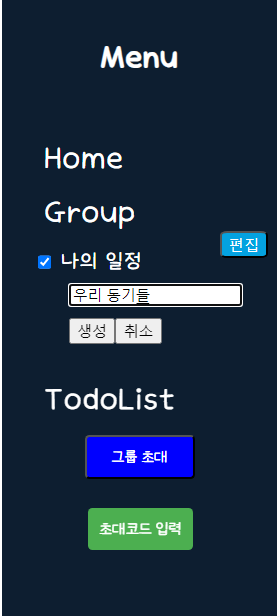 Menu
Home
Group
편집
나의 일정
우리 동기들
생성 취소
TodoList
그룹 초대
초대코드 입력